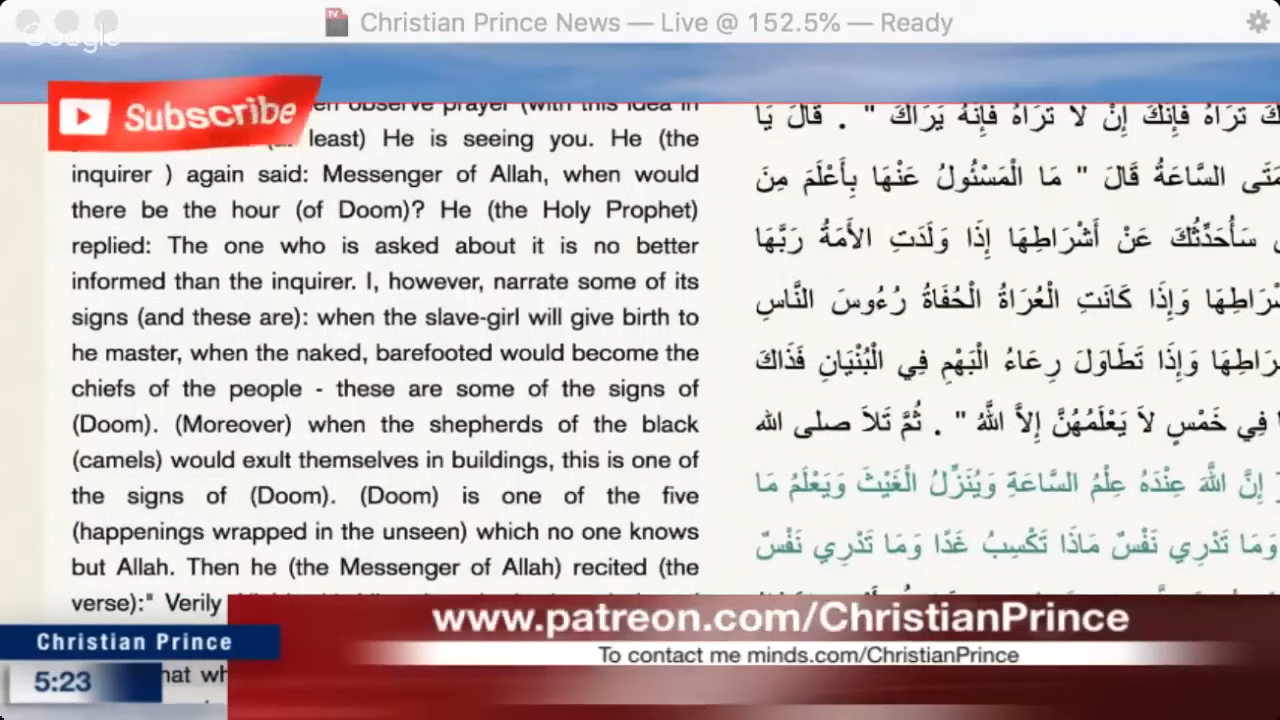 Christian Prince News — Live @ 152.5% — Ready
Google
Subscribe
observe prayer (with this idea in
least) He is seeing you. He (the
inquirer ) again said: Messenger of Allah, when would
there be the hour (of Doom)? He (the Holy Prophet)
replied: The one who is asked about it is no better
informed than the inquirer. I, however, narrate some of its
signs (and these are): when the slave-girl will give birth to
he master, when the naked, barefooted would become the
chiefs of the people - these are some of the signs of
(Doom). (Moreover) when the shepherds of the black
(camels) would exult themselves in buildings, this is one of
the signs of (Doom). (Doom) is one of the five
(happenings wrapped in the unseen) which no one knows
but Allah. Then he (the Messenger of Allah) recited (the
verse):" Verily
تَرَاهُ فَإِنَّكَ إِنْ لاَ تَرَاهُ فَإِنَّهُ يَرَاكَ " . قَالَ يَا
مَتَى السَّاعَةُ قَالَ " مَا الْمَسْئُولُ عَنْهَا بِأَعْلَمَ مِنَ
سَأُحَدِّثُكَ عَنْ أَشْرَاطِهَا إِذَا وَلَدَتِ الأَمَةُ رَبَّهَا
وَإِذَا كَانَتِ الْعُرَاةُ الْحُفَاةُ رُءُوسَ النَّاسِ
وَإِذَا تَطَاوَلَ رِعَاءُ الْبَهْمِ فِي الْبُنْيَانِ فَذَاكَ
فِي خَمْسٍ لاَ يَعْلَمُهُنَّ إِلاَّ اللَّهُ " . ثُمَّ تَلاَ صلى الله
إِنَّ اللَّهَ عِنْدَهُ عِلْمُ السَّاعَةِ وَيُنَزِّلُ الْغَيْثَ وَيَعْلَمُ مَا
وَمَا تَدْرِي نَفْسٌ مَاذَا تَكْسِبُ غَدًا وَمَا تَدْرِي نَفْسٌ
www.patreon.com/ChristianPrince
To contact me minds.com/ChristianPrince
Christian Prince
5:23